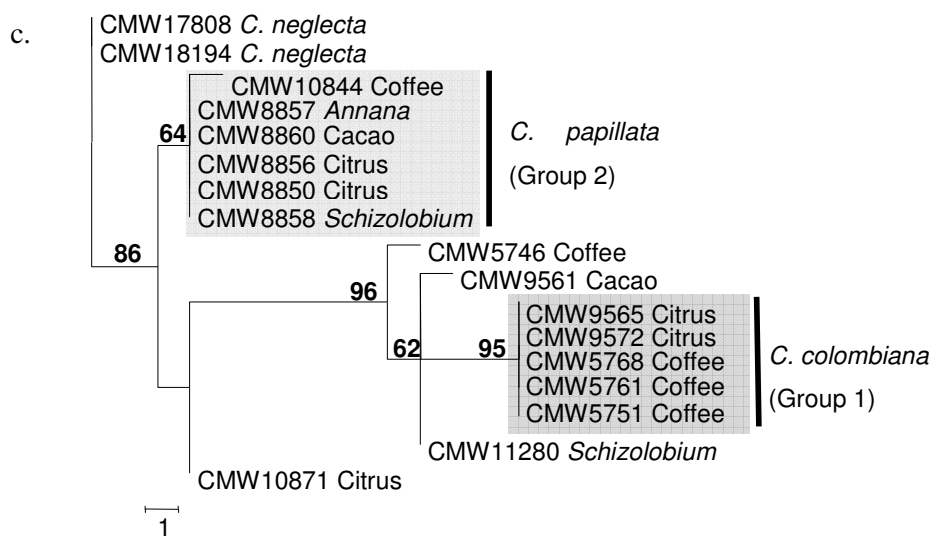 c.
CMW17808 C. neglecta
CMW18194 C. neglecta
CMW10844 Coffee
CMW8857 Annana
CMW8860 Cacao
64
C. papillata
CMW8856 Citrus
(Group 2)
CMW8850 Citrus
CMW8858 Schizolobium
86
CMW5746 Coffee
CMW9561 Cacao
96
CMW9565 Citrus
CMW9572 Citrus
62
95
CMW5768 Coffee
C. colombiana
CMW5761 Coffee
(Group 1)
CMW5751 Coffee
CMW11280 Schizolobium
CMW10871 Citrus
1